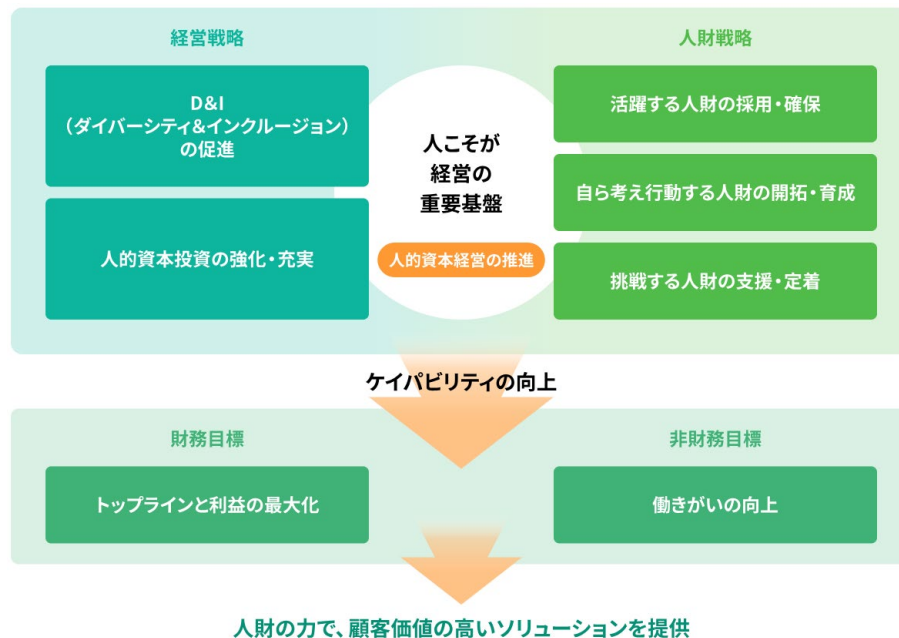 経営戦略
D&I
（ダイバーシティ&インクルージョン）
の促進
人的資本投資の強化・充実
人こそが
経営の
重要基盤
人的資本経営の推進
人財戦略
活躍する人財の採用・確保
自ら考え行動する人財の開拓・育成
挑戦する人財の支援・定着
ケイパビリティの向上
財務目標
トップラインと利益の最大化
非財務目標
働きがいの向上
人財の力で、顧客価値の高いソリューションを提供